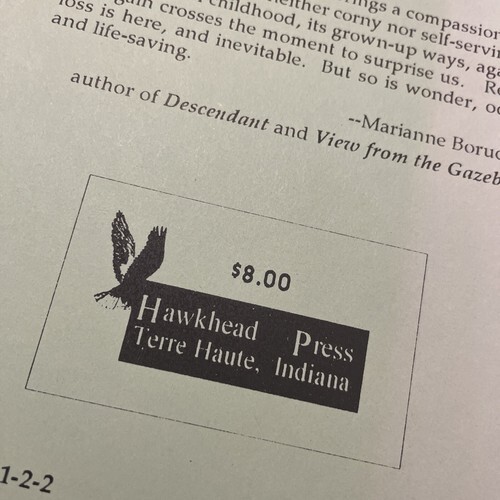 ings a compassion
neither corny nor self-servin
childhood, its grown-up ways, aga
crosses the moment to surprise us.
loss is here, and inevitable. But so is wonder,
and life-saving.
--Marianne Boruc
author of Descendant and View from the Gazeb
$8.00
Hawkhead Press
Terre Haute, Indiana
1-2-2